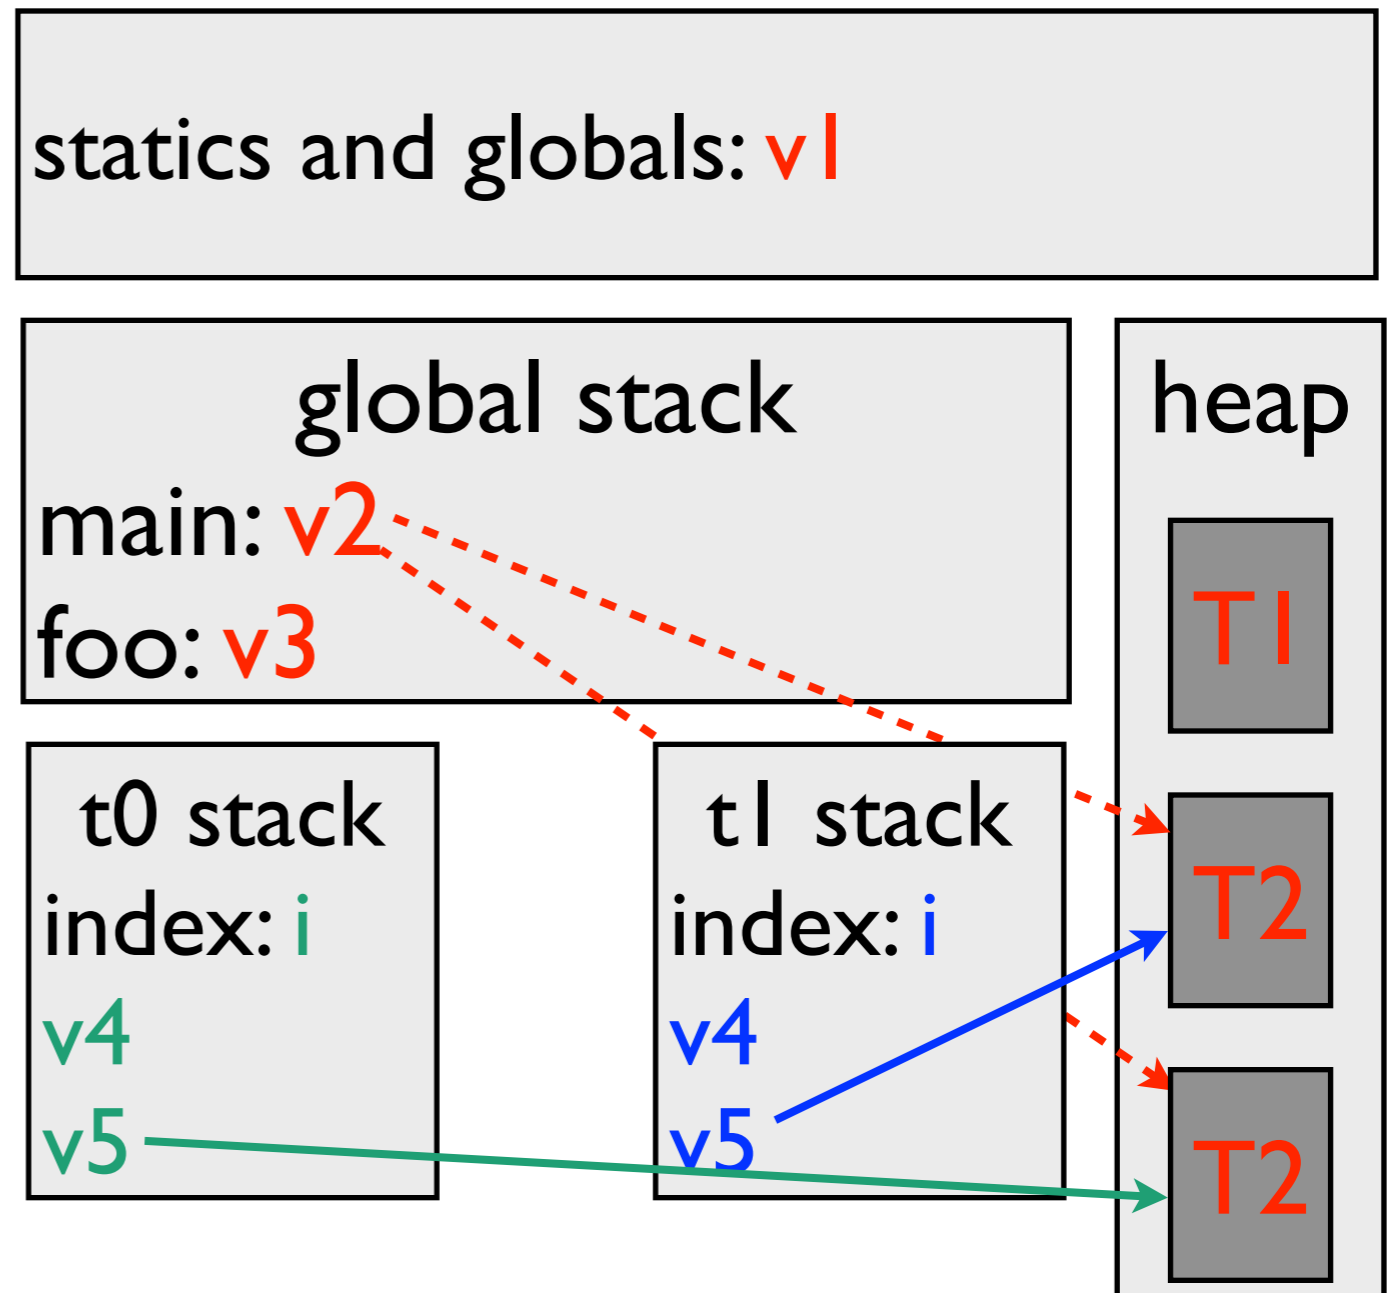 statics and globals: v1
global stack
main: v2
foo: v3
heap
T1
T2
T2
t0 stack
index: i
v4
v5
t1 stack
index: i
v4
v5